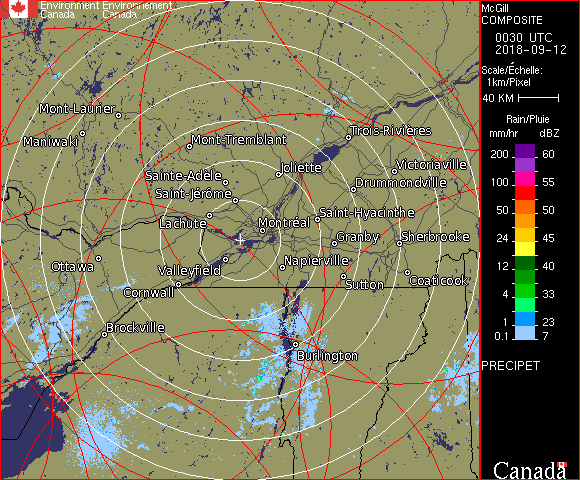 Environment Environnement
Canada Canada
McGill
COMPOSITE
0030 UTC
2018-09-12
Scale/Échelle:
1km/Pixel
40 KM
Rain/Pluie
mm/hr dBZ
200 60
100 55
50 50
24 45
12 40
4 33
1 23
0.1 7
PRECIPET
Canada
Mont-Laurier
Maniwaki
Mont-Tremblant
Trois-Rivières
Joliette
Victoriaville
Sainte-Adèle
Drummondville
Saint-Jérôme
Saint-Hyacinthe
Lachute
Montréal
Granby
Sherbrooke
Ottawa
Valleyfield
Napierville
Cornwall
Sutton
Coaticook
Brockville
Burlington